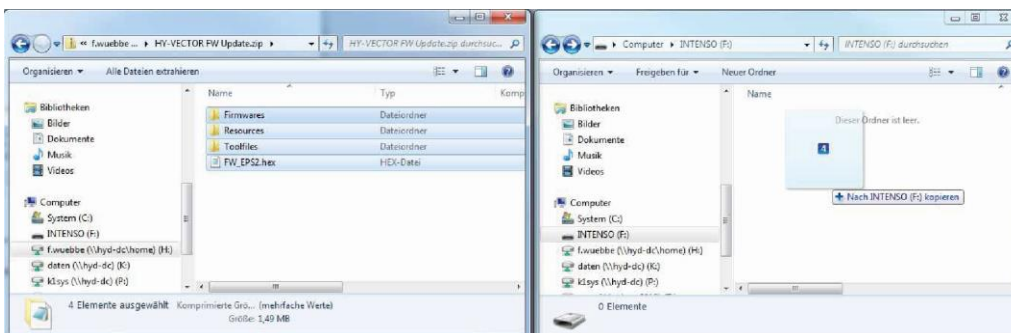 « f.wuebbe ... ▸ HY-VECTOR FW Update.zip ▸
HY-VECTOR FW Update.zip durchsuc...
Organisieren
Alle Dateien extrahieren
Name
Typ
Komp
Bibliotheken
Bilder
Dokumente
Musik
Videos
Computer
System (C:)
INTENSO (F:)
f.wuebbe (\\hyd-dc\home) (H:)
daten (\\hyd-dc) (K:)
k1sys (\\hyd-dc) (P:)
Firmwares Dateiordner
Resources Dateiordner
Toolfiles Dateiordner
FW_EPS2.hex HEX-Datei
4 Elemente ausgewählt Komprimierte Grö... (mehrfache Werte)
Größe: 1,49 MB
▸ Computer ▸ INTENSO (F:)
INTENSO (F:) durchsuchen
Organisieren
Freigeben für
Neuer Ordner
Name
Bibliotheken
Bilder
Dokumente
Musik
Videos
Computer
System (C:)
INTENSO (F:)
f.wuebbe (\\hyd-dc\home) (H:)
daten (\\hyd-dc) (K:)
k1sys (\\hyd-dc) (P:)
Dieser Ordner ist leer.
4
Nach INTENSO (F:) kopieren
0 Elemente